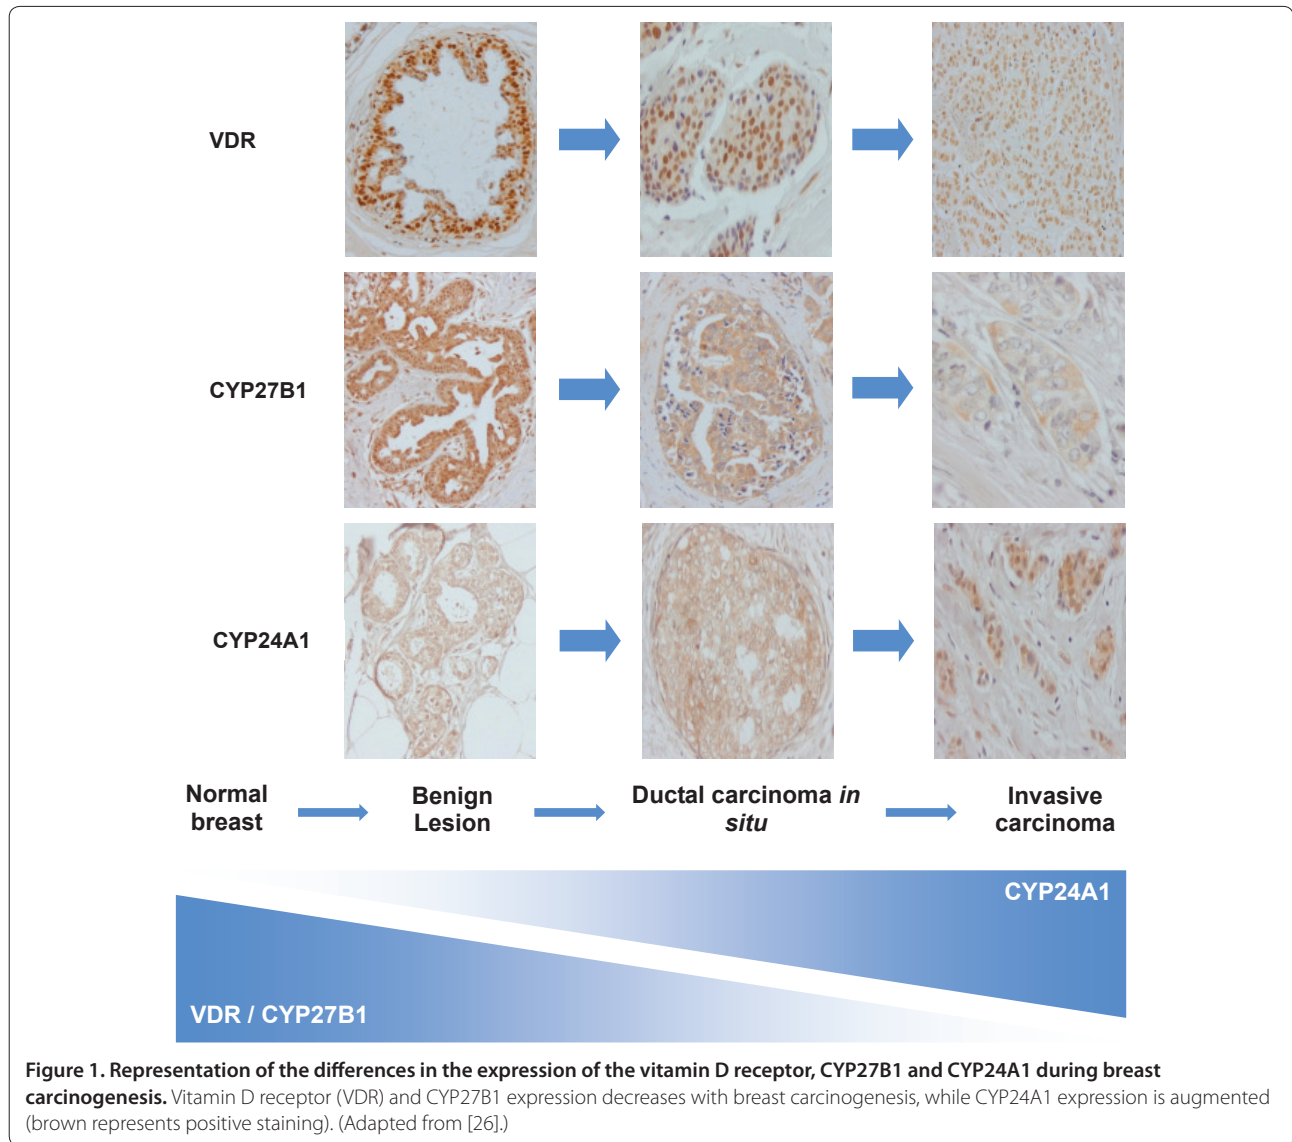 VDR
CYP27B1
CYP24A1
Normal
breast
Benign
Lesion
Ductal carcinoma in
situ
Invasive
carcinoma
CYP24A1
VDR / CYP27B1
Figure 1. Representation of the differences in the expression of the vitamin D receptor, CYP27B1 and CYP24A1 during breast
carcinogenesis. Vitamin D receptor (VDR) and CYP27B1 expression decreases with breast carcinogenesis, while CYP24A1 expression is augmented
(brown represents positive staining). (Adapted from [26].)